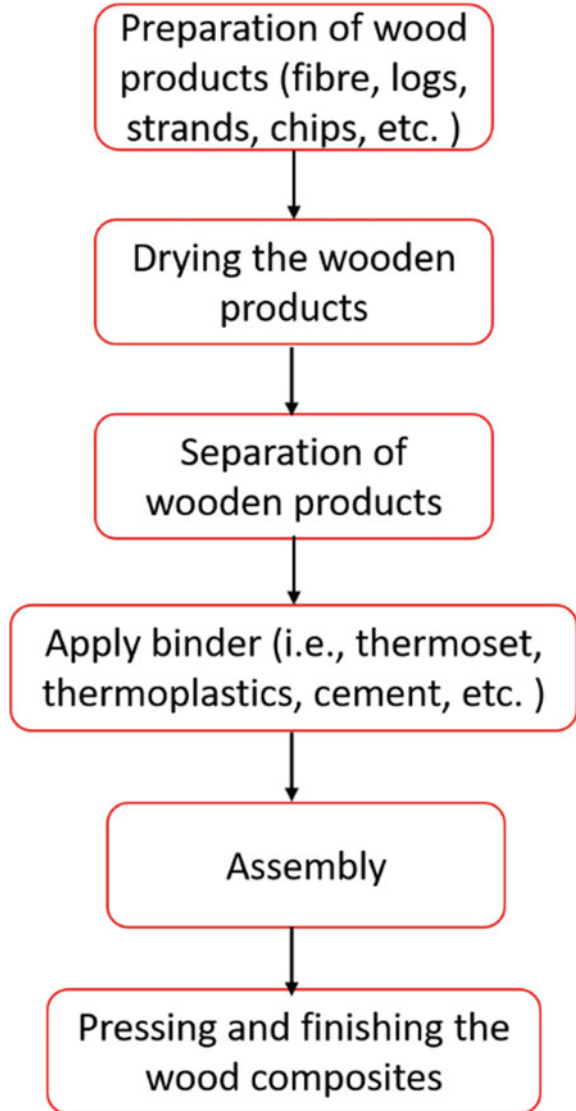 Preparation of wood
products (fibre, logs,
strands, chips, etc. )
Drying the wooden
products
Separation of
wooden products
Apply binder (i.e., thermoset,
thermoplastics, cement, etc. )
Assembly
Pressing and finishing the
wood composites